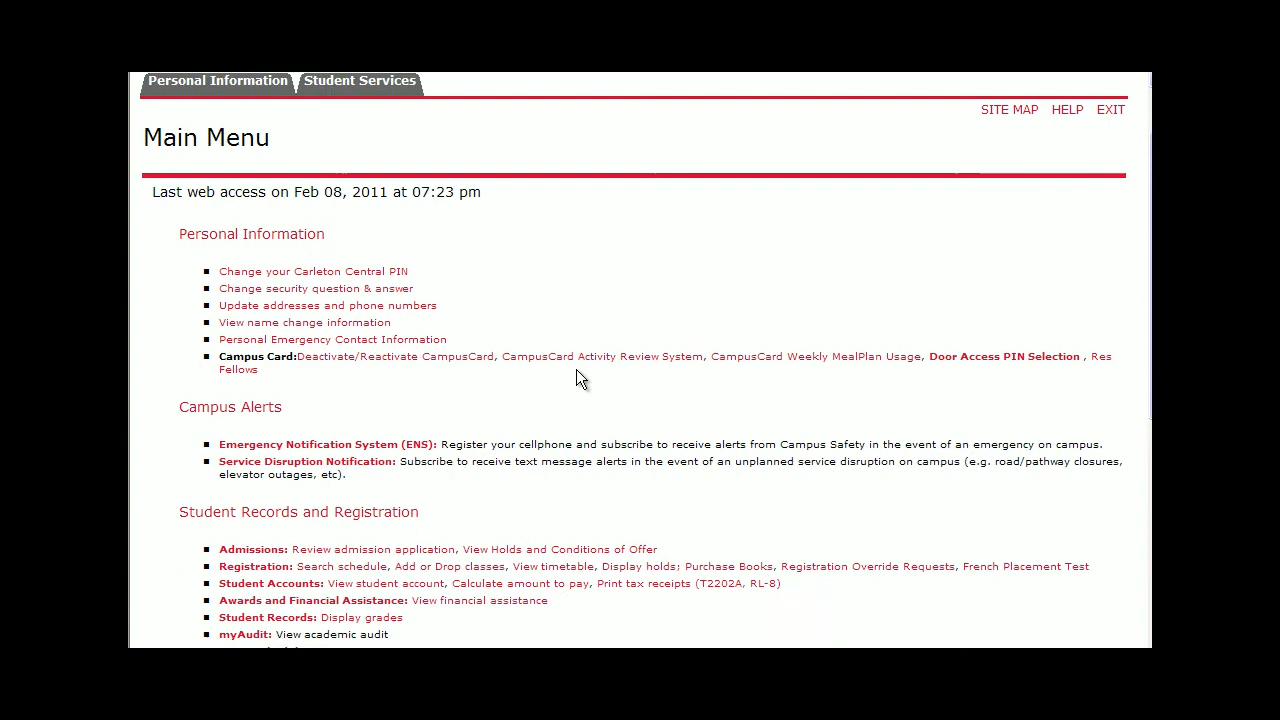 Personal Information Student Services
SITE MAP HELP EXIT
Main Menu
Last web access on Feb 08, 2011 at 07:23 pm
Personal Information
Change your Carleton Central PIN
Change security question & answer
Update addresses and phone numbers
View name change information
Personal Emergency Contact Information
Campus Card:Deactivate/Reactivate CampusCard, CampusCard Activity Review System, CampusCard Weekly MealPlan Usage, Door Access PIN Selection , Res
Fellows
Campus Alerts
Emergency Notification System (ENS): Register your cellphone and subscribe to receive alerts from Campus Safety in the event of an emergency on campus.
Service Disruption Notification: Subscribe to receive text message alerts in the event of an unplanned service disruption on campus (e.g. road/pathway closures,
elevator outages, etc).
Student Records and Registration
Admissions: Review admission application, View Holds and Conditions of Offer
Registration: Search schedule, Add or Drop classes, View timetable, Display holds; Purchase Books, Registration Override Requests, French Placement Test
Student Accounts: View student account, Calculate amount to pay, Print tax receipts (T2202A, RL-8)
Awards and Financial Assistance: View financial assistance
Student Records: Display grades
myAudit: View academic audit